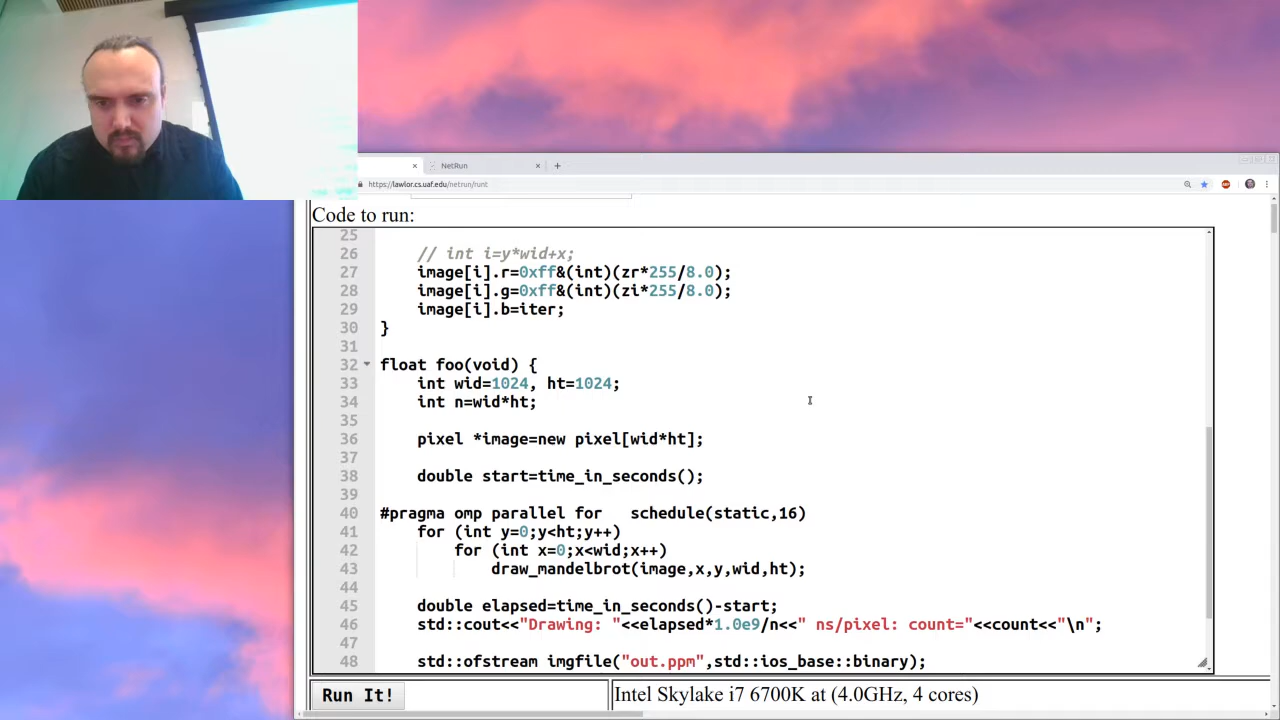 NetRun
https://lawlor.cs.uaf.edu/netrun/runt
Code to run:
25
26 // int i=y*wid+x;
27 image[i].r=0xff&(int)(zr*255/8.0);
28 image[i].g=0xff&(int)(zi*255/8.0);
29 image[i].b=iter;
30 }
31
32 float foo(void) {
33 int wid=1024, ht=1024;
34 int n=wid*ht;
35
36 pixel *image=new pixel[wid*ht];
37
38 double start=time_in_seconds();
39
40 #pragma omp parallel for schedule(static,16)
41 for (int y=0;y<ht;y++)
42 for (int x=0;x<wid;x++)
43 draw_mandelbrot(image,x,y,wid,ht);
44
45 double elapsed=time_in_seconds()-start;
46 std::cout<<"Drawing: "<<elapsed*1.0e9/n<<" ns/pixel: count="<<count<<"\n";
47
48 std::ofstream imgfile("out.ppm",std::ios_base::binary);
Run It!
Intel Skylake i7 6700K at (4.0GHz, 4 cores)